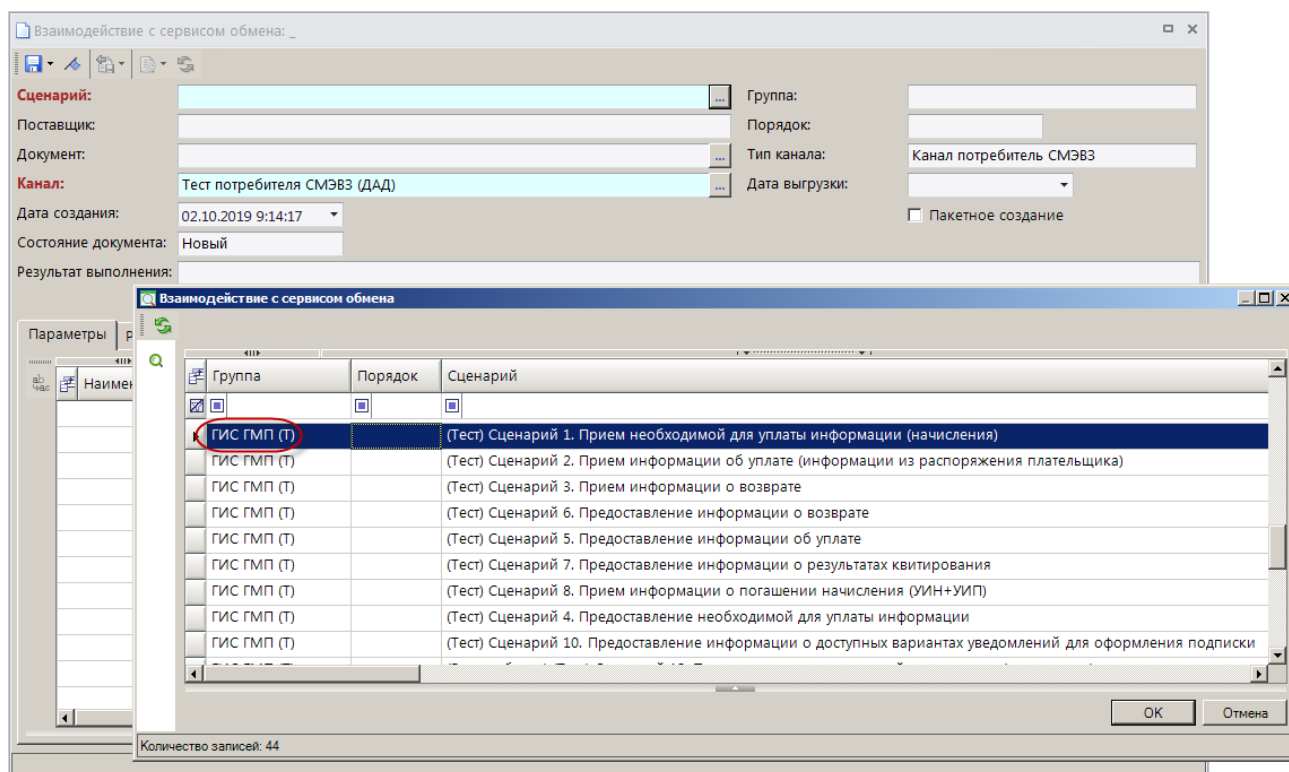 Взаимодействие с сервисом обмена: _
Сценарий: ... Группа:
Поставщик: Порядок:
Документ: ... Тип канала: Канал потребитель СМЭВ3
Канал: Тест потребителя СМЭВ3 (ДАД) ... Дата выгрузки:
Дата создания: 02.10.2019 9:14:17 Пакетное создание
Состояние документа: Новый
Результат выполнения:
Взаимодействие с сервисом обмена
Параметры
ab
ac
Группа Порядок Сценарий
ГИС ГМП (Т) (Тест) Сценарий 1. Прием необходимой для уплаты информации (начисления)
ГИС ГМП (Т) (Тест) Сценарий 2. Прием информации об уплате (информации из распоряжения плательщика)
ГИС ГМП (Т) (Тест) Сценарий 3. Прием информации о возврате
ГИС ГМП (Т) (Тест) Сценарий 6. Предоставление информации о возврате
ГИС ГМП (Т) (Тест) Сценарий 5. Предоставление информации об уплате
ГИС ГМП (Т) (Тест) Сценарий 7. Предоставление информации о результатах квитирования
ГИС ГМП (Т) (Тест) Сценарий 8. Прием информации о погашении начисления (УИН+УИП)
ГИС ГМП (Т) (Тест) Сценарий 4. Предоставление необходимой для уплаты информации
ГИС ГМП (Т) (Тест) Сценарий 10. Предоставление информации о доступных вариантах уведомлений для оформления подписки
OK Отмена
Количество записей: 44